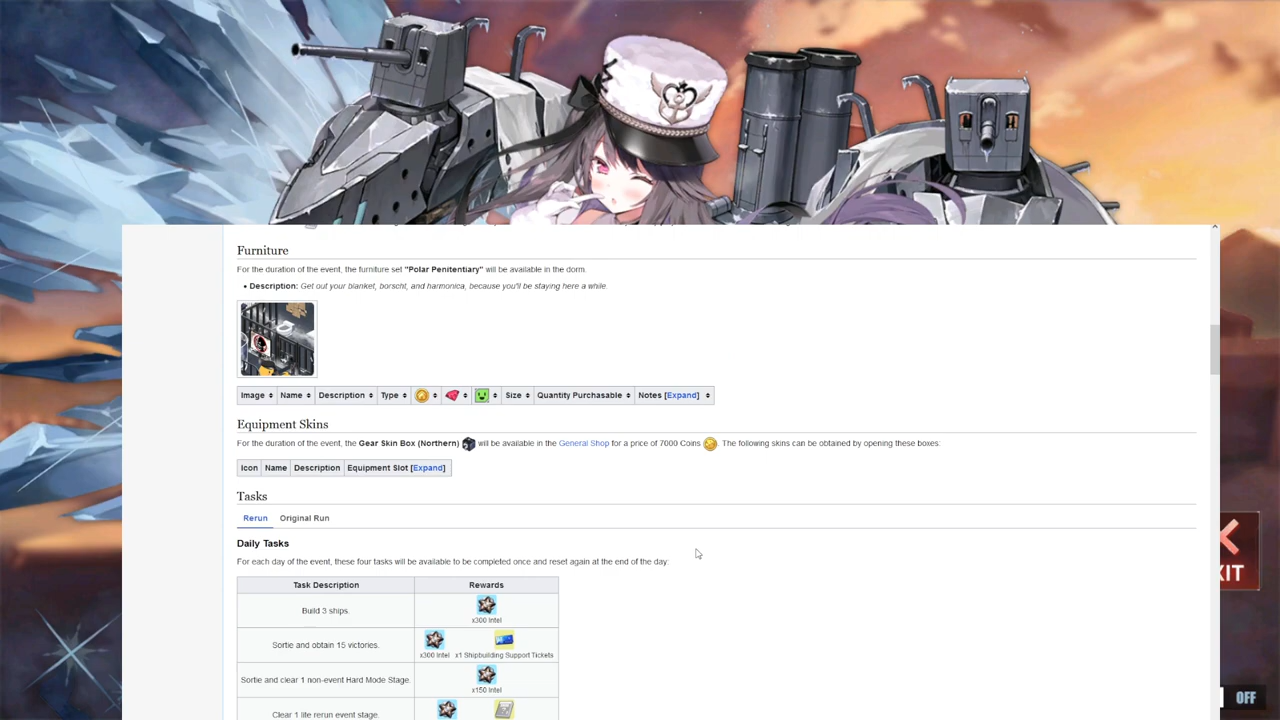 Furniture
For the duration of the event, the furniture set "Polar Penitentiary" will be available in the dorm.
• Description: Get out your blanket, borscht, and harmonica, because you'll be staying here a while.
Image Name Description Type Size Quantity Purchasable Notes [Expand]
Equipment Skins
For the duration of the event, the Gear Skin Box (Northern) will be available in the General Shop for a price of 7000 Coins . The following skins can be obtained by opening these boxes:
Icon Name Description Equipment Slot [Expand]
Tasks
Rerun Original Run
Daily Tasks
For each day of the event, these four tasks will be available to be completed once and reset again at the end of the day:
Task Description Rewards
Build 3 ships.
x300 Intel
Sortie and obtain 15 victories.
x300 Intel x1 Shipbuilding Support Tickets
Sortie and clear 1 non-event Hard Mode Stage.
x150 Intel
Clear 1 lite rerun event stage.
OFF